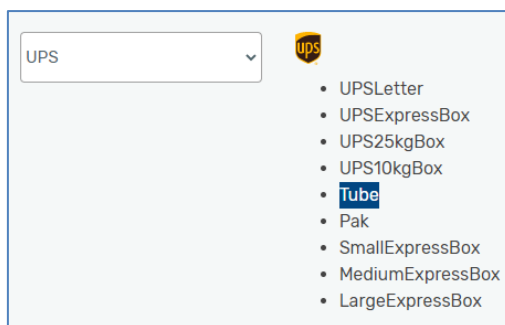 UPS
ups
UPSLetter
UPSExpressBox
UPS25kgBox
UPS10kgBox
Tube
Pak
SmallExpressBox
MediumExpressBox
LargeExpressBox